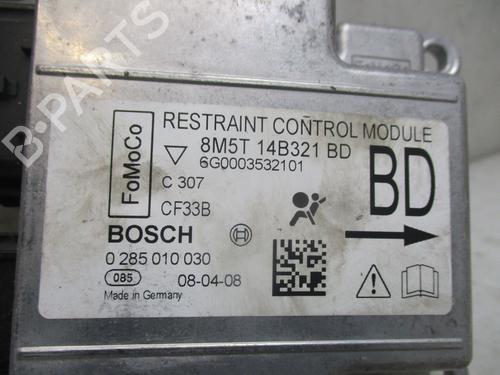 B-PARTS
FoMoCo
RESTRAINT CONTROL MODULE
8M5T 14B321 BD
6G0003532101
C 307
CF33B
BD
BOSCH
0 285 010 030
085 08-04-08
Made in Germany